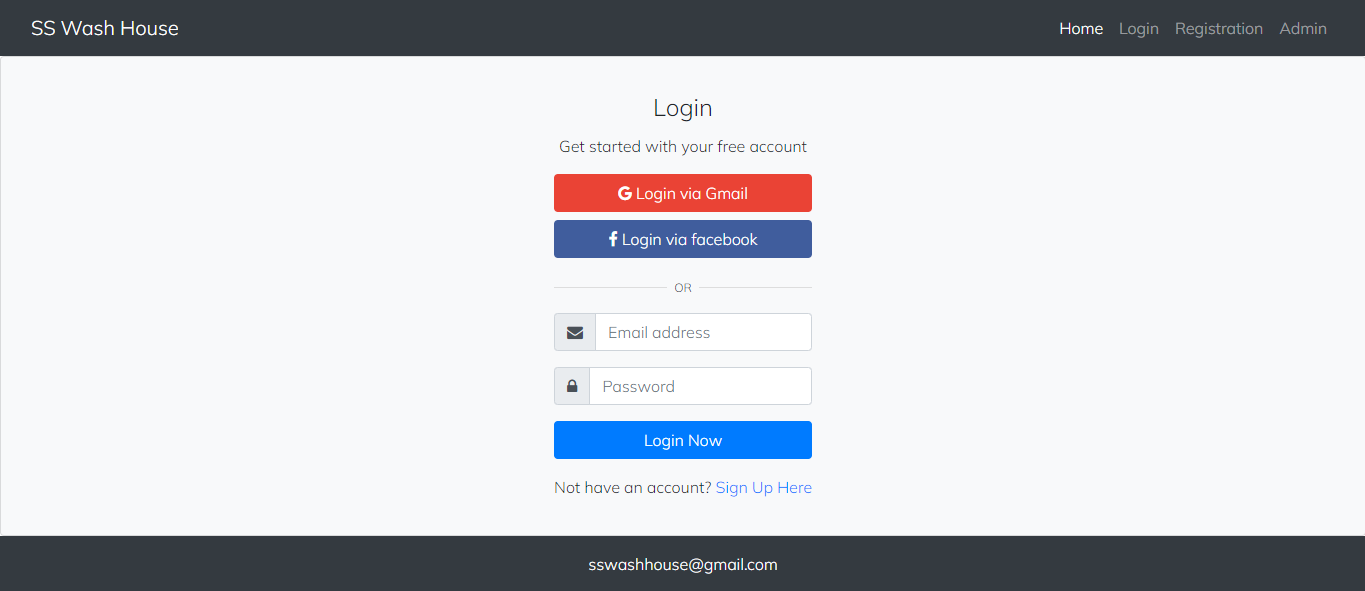 SS Wash House
Home Login Registration Admin
Login
Get started with your free account
Login via Gmail
Login via facebook
OR
Email address
Password
Login Now
Not have an account? Sign Up Here
sswashhouse@gmail.com